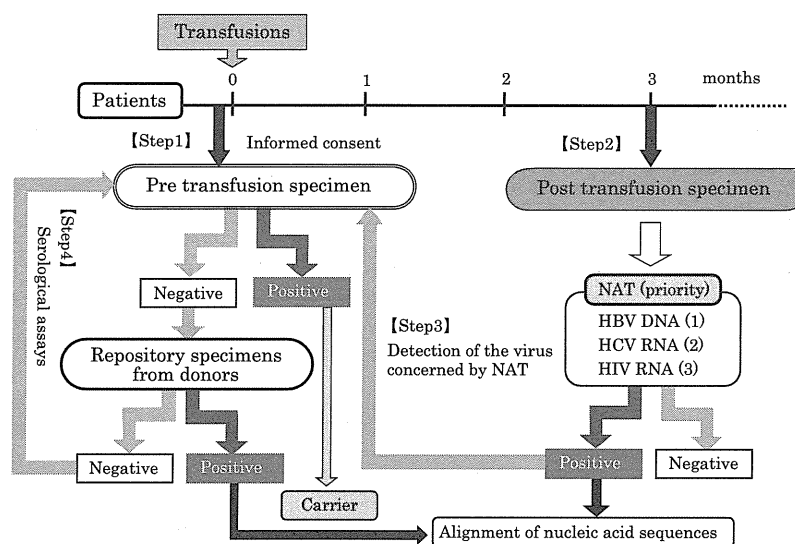 Transfusions
0
1
2
3
months
Patients
【Step1】
Informed consent
【Step2】
Pre transfusion specimen
Post transfusion specimen
【Step4】
Serological assays
Negative
Positive
NAT (priority)
HBV DNA (1)
HCV RNA (2)
HIV RNA (3)
【Step3】
Detection of the virus
concerned by NAT
Repository specimens
from donors
Negative
Positive
Positive
Negative
Carrier
Alignment of nucleic acid sequences